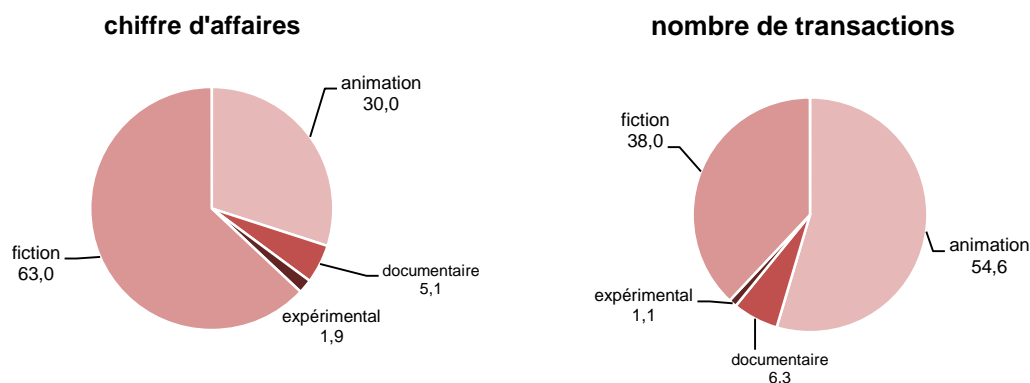 chiffre d'affaires
animation
30,0
fiction
63,0
documentaire
5,1
expérimental
1,9
nombre de transactions
fiction
38,0
animation
54,6
expérimental
1,1
documentaire
6,3